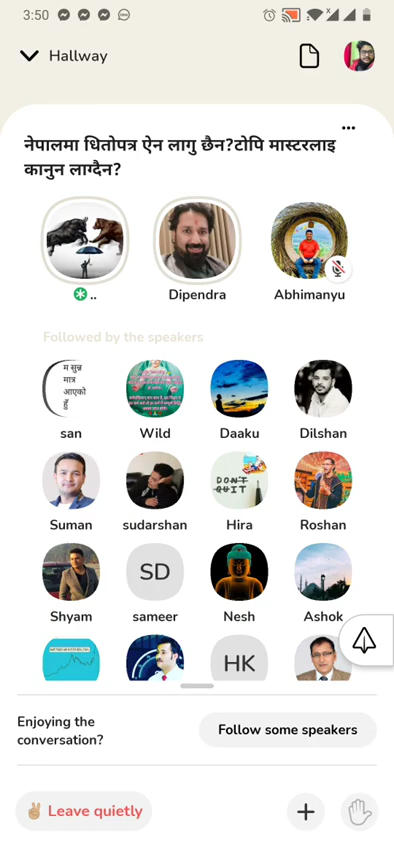 3:50
Hallway
नेपालमा धितोपत्र ऐन लागु छैन?टोपि मास्टरलाइ
कानुन लाग्दैन?
..
Dipendra
Abhimanyu
Followed by the speakers
म सुन्न
मात्र
आएको
हुँ
san
Wild
Daaku
Dilshan
DON'T
QUIT
Suman
sudarshan
Hira
Roshan
SD
Shyam
sameer
Nesh
Ashok
HK
Enjoying the
conversation?
Follow some speakers
✌🏼 Leave quietly